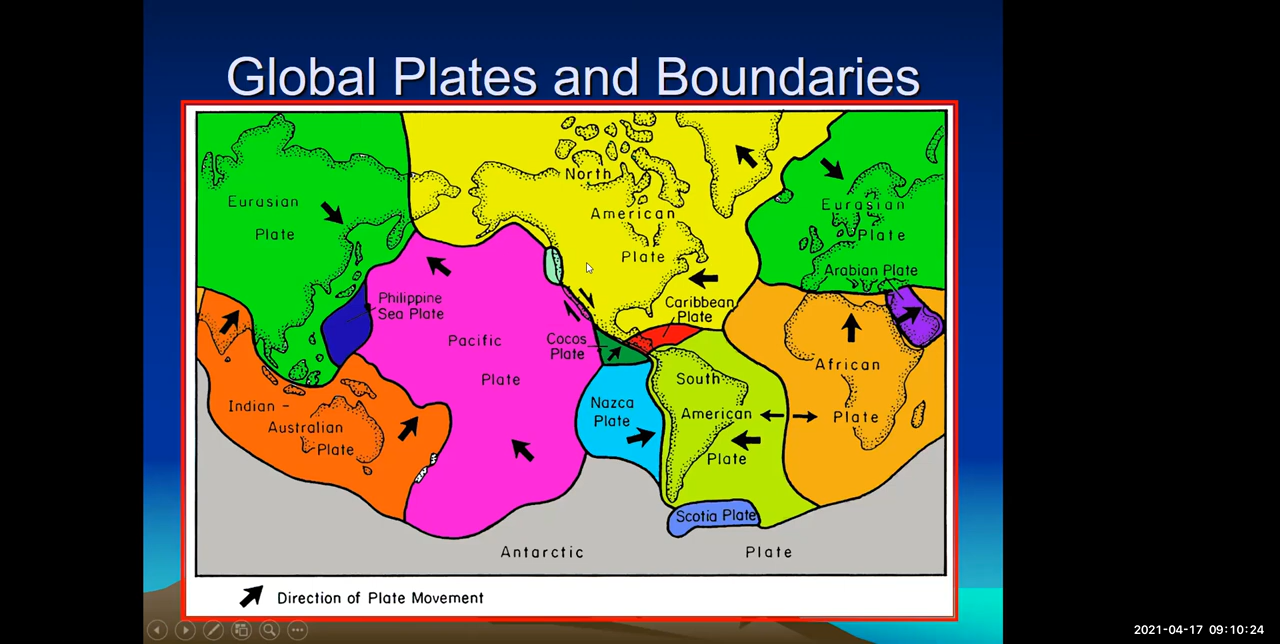 Global Plates and Boundaries
Eurasian
Plate
North
American
Plate
Eurasian
Plate
Arabian Plate
Philippine
Sea Plate
Caribbean
Plate
Pacific
Plate
Cocos
Plate
African
Plate
Indian –
Australian
Plate
Nazca
Plate
South
American
Plate
Scotia Plate
Antarctic Plate
Direction of Plate Movement
2021-04-17 09:10:24